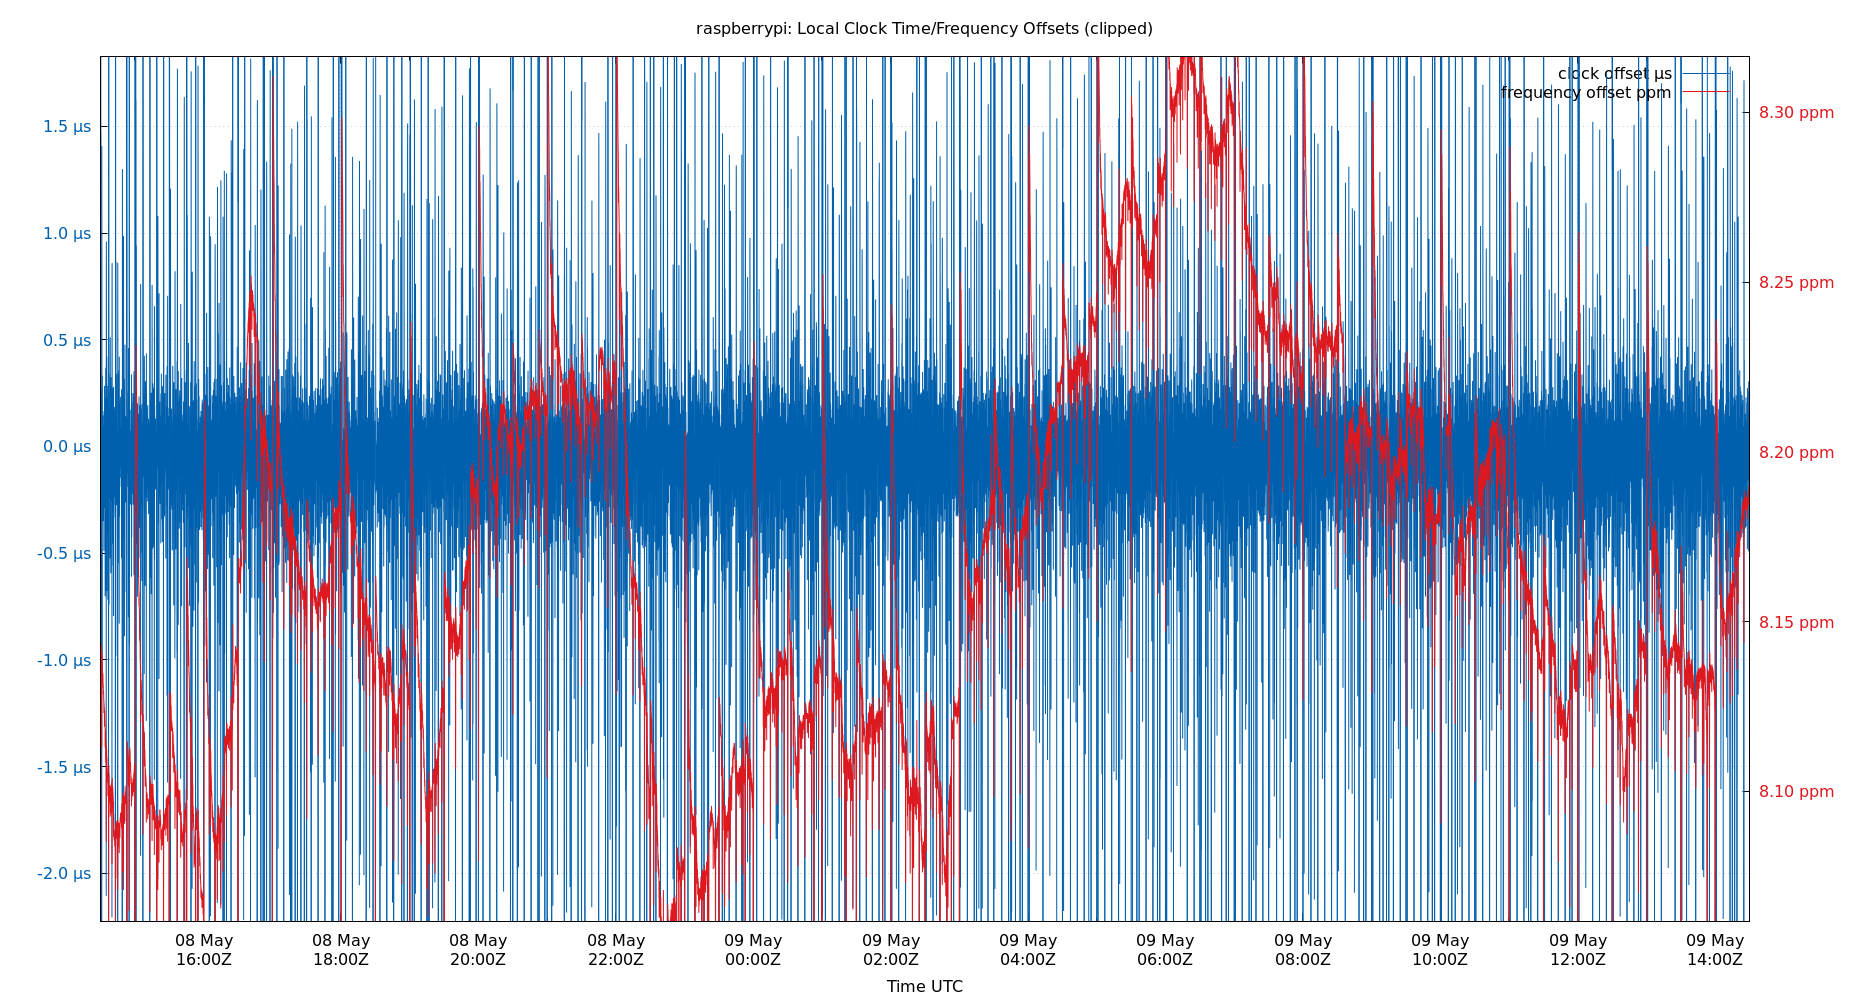 raspberrypi: Local Clock Time/Frequency Offsets (clipped)
clock offset µs
frequency offset ppm
1.5 µs
1.0 µs
0.5 µs
0.0 µs
-0.5 µs
-1.0 µs
-1.5 µs
-2.0 µs
8.30 ppm
8.25 ppm
8.20 ppm
8.15 ppm
8.10 ppm
08 May 08 May 08 May 08 May 09 May 09 May 09 May 09 May 09 May 09 May 09 May 09 May
16:00Z 18:00Z 20:00Z 22:00Z 00:00Z 02:00Z 04:00Z 06:00Z 08:00Z 10:00Z 12:00Z 14:00Z
Time UTC